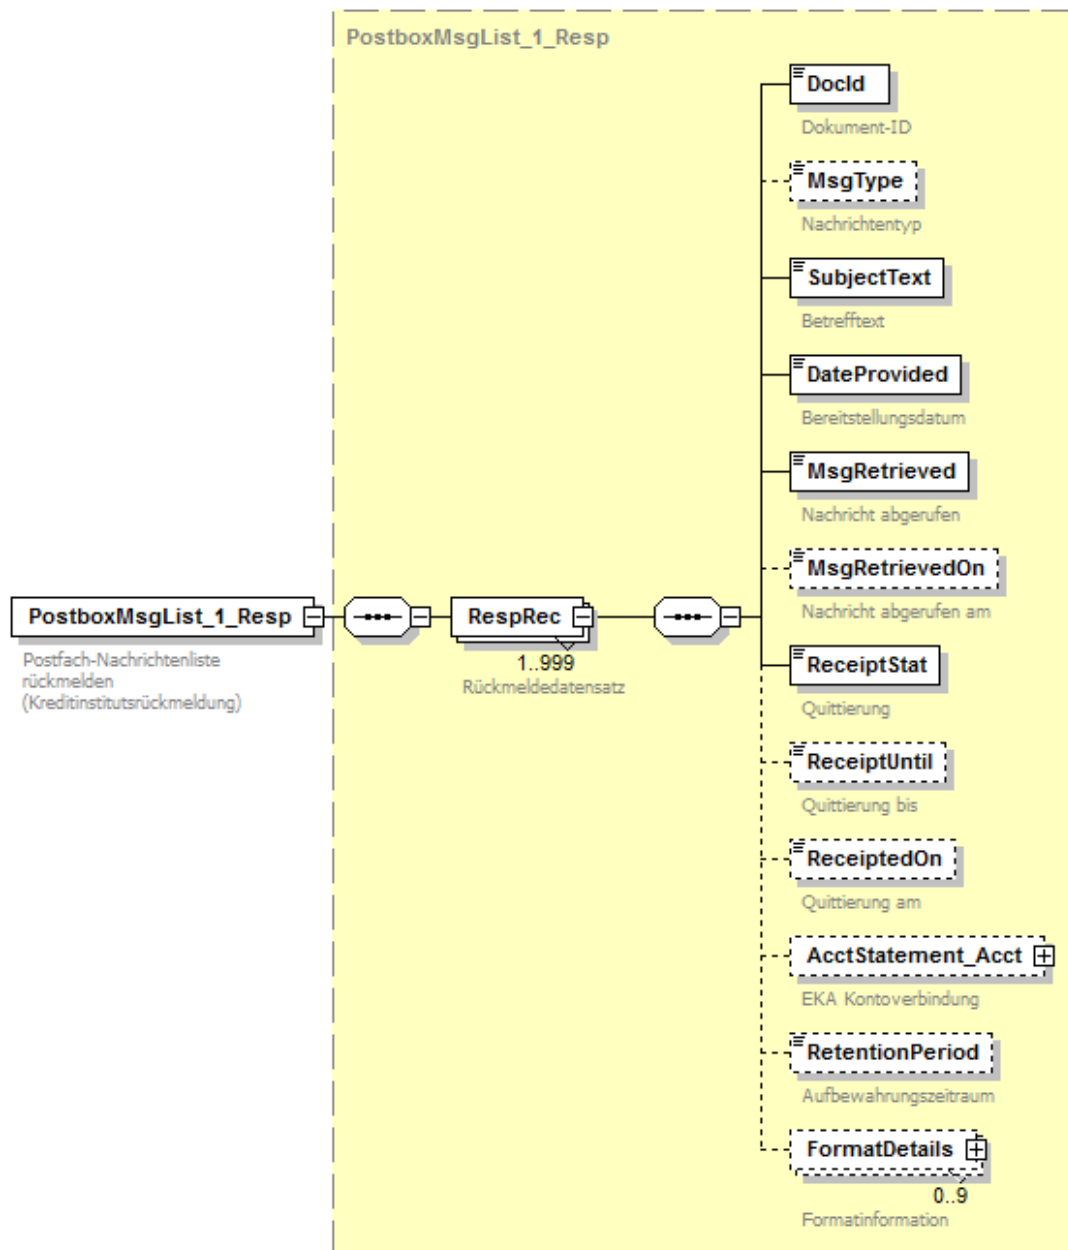 PostboxMsgList_1_Resp
DocId
Dokument-ID
MsgType
Nachrichtentyp
SubjectText
Betrefftext
DateProvided
Bereitstellungsdatum
MsgRetrieved
Nachricht abgerufen
MsgRetrievedOn
Nachricht abgerufen am
PostboxMsgList_1_Resp
Postfach-Nachrichtenliste
rückmelden
(Kreditinstitutsrückmeldung)
RespRec
1..999
Rückmeldedatensatz
ReceiptStat
Quittierung
ReceiptUntil
Quittierung bis
ReceiptedOn
Quittierung am
AcctStatement_Acct
EKA Kontoverbindung
RetentionPeriod
Aufbewahrungszeitraum
FormatDetails
0..9
Formatinformation